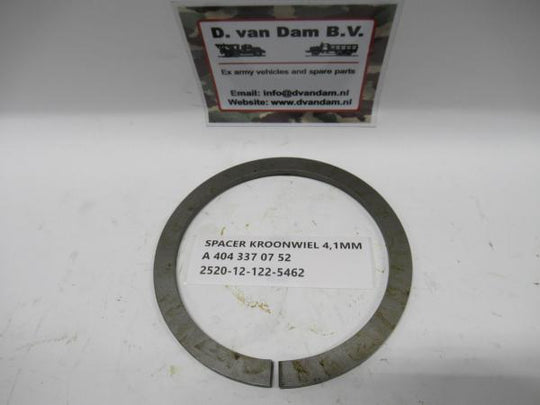 D. van Dam B.V.
Ex army vehicles and spare parts
Email: info@dvandam.nl
Website: www.dvandam.nl
SPACER KROONWIEL 4,1MM
A 404 337 07 52
2520-12-122-5462